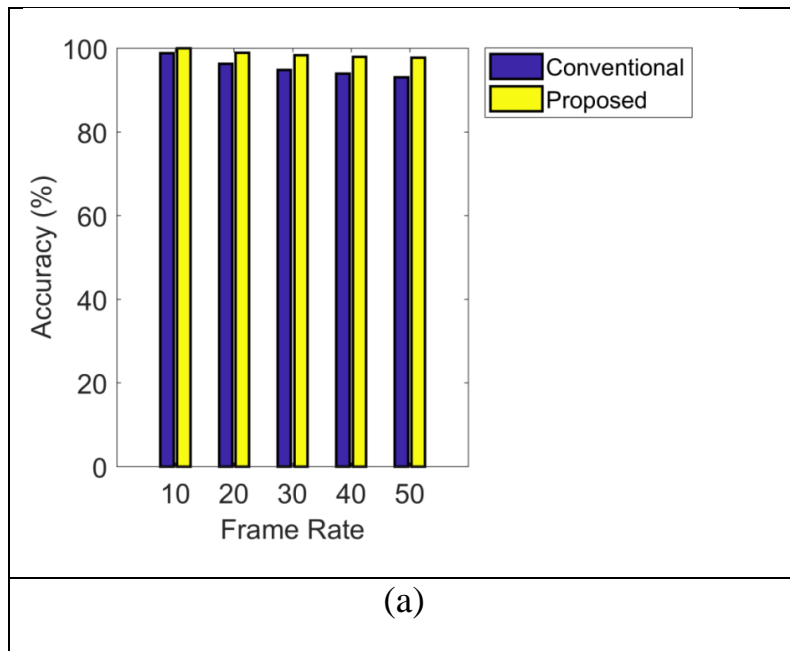 100
80
60
40
20
0
Accuracy (%)
10 20 30 40 50
Frame Rate
Conventional
Proposed
(a)